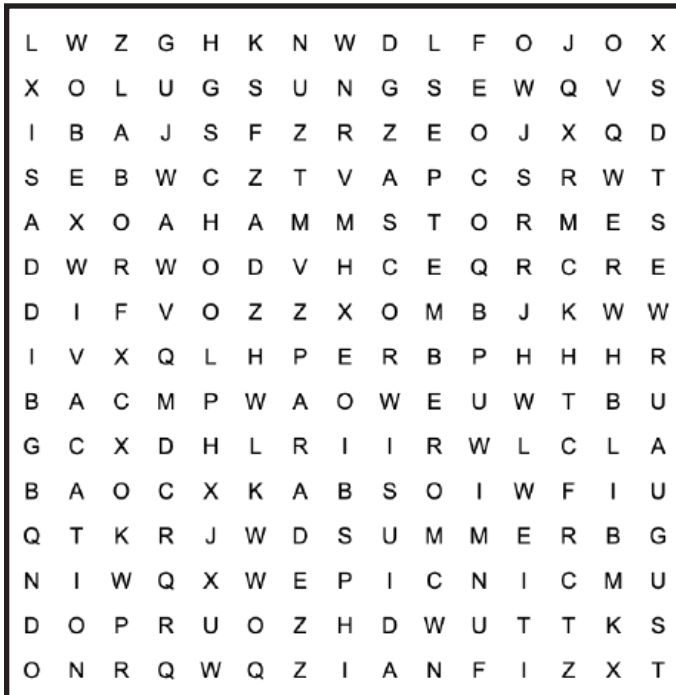 L W Z G H K N W D L F O J O X
X O L U G S U N G S E W Q V S
I B A J S F Z R Z E O J X Q D
S E B W C Z T V A P C S R W T
A X O A H A M M S T O R M E S
D W R W O D V H C E Q R C R E
D I F V O Z Z X O M B J K W W
I V X Q L H P E R B P H H H R
B A C M P W A O W E U W T B U
G C X D H L R I I R W L C L A
B A O C X K A B S O I W F I U
Q T K R J W D S U M M E R B G
N I W Q X W E P I C N I C M U
D O P R U O Z H D W U T T K S
O N R Q W Q Z I A N F I Z X T